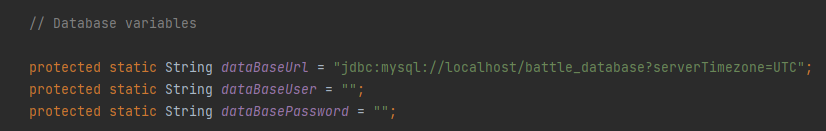 // Database variables
protected static String dataBaseUrl = "jdbc:mysql://localhost/battle_database?serverTimezone=UTC";
protected static String dataBaseUser = "";
protected static String dataBasePassword = "";